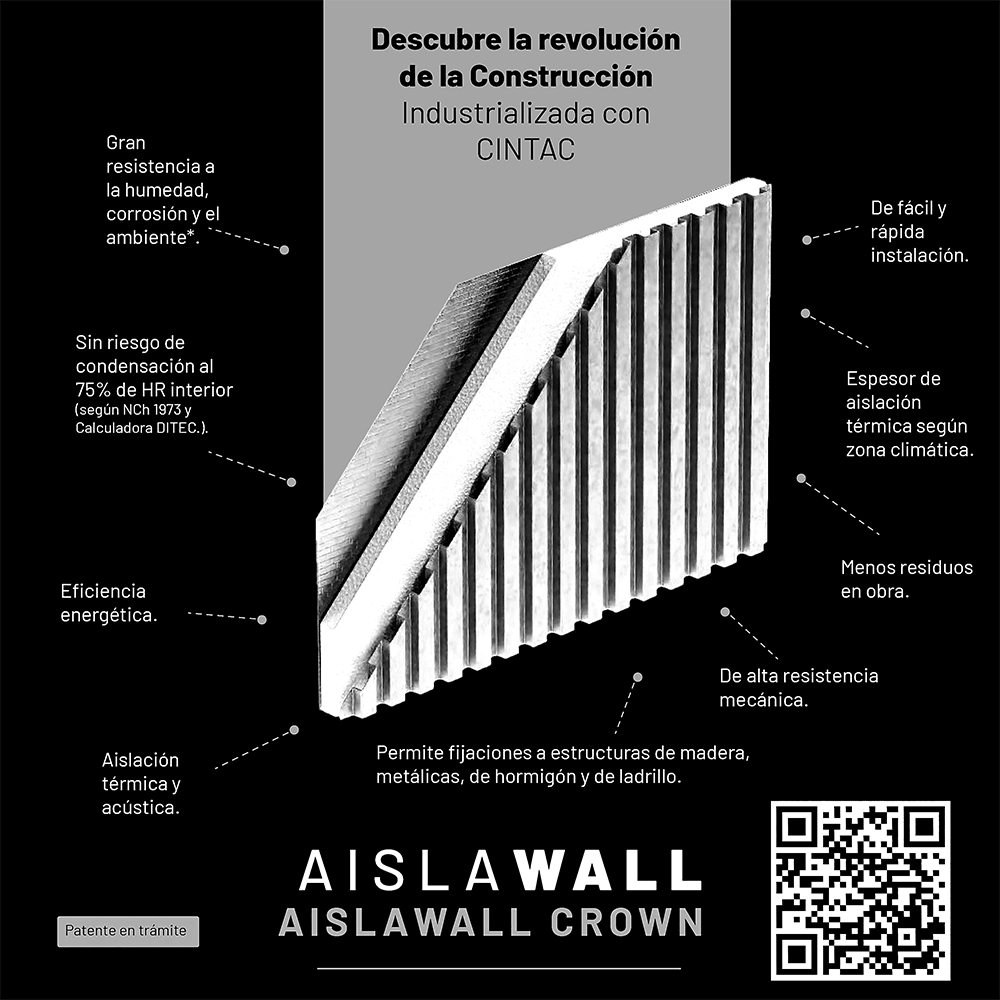 Descubre la revolución
de la Construcción
Industrializada con
CINTAC
Gran
resistencia a
la humedad,
corrosión y el
ambiente*.
De fácil y
rápida
instalación.
Sin riesgo de
condensación al
75% de HR interior
(según NCh 1973 y
Calculadora DITEC.).
Espesor de
aislación
térmica según
zona climática.
Eficiencia
energética.
Menos residuos
en obra.
De alta resistencia
mecánica.
Aislación
térmica y
acústica.
Permite fijaciones a estructuras de madera,
metálicas, de hormigón y de ladrillo.
AISLAWALL
AISLAWALL CROWN
Patente en trámite